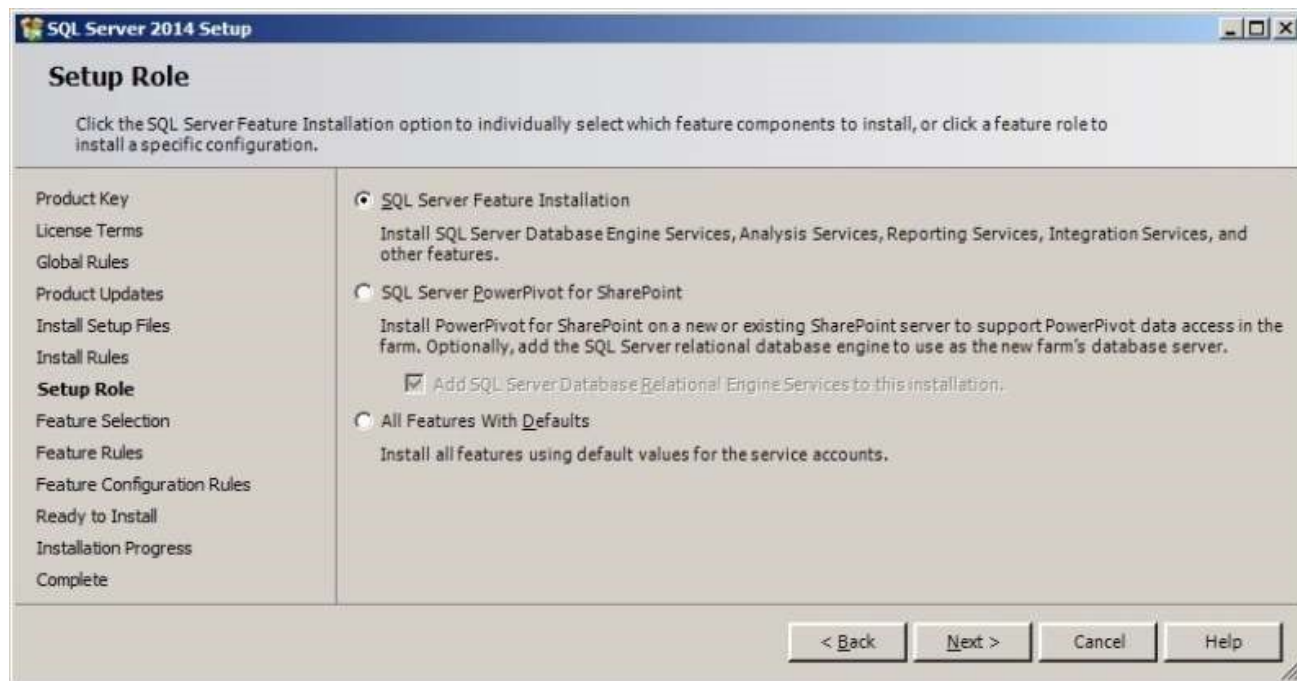 SQL Server 2014 Setup
Setup Role
Click the SQL Server Feature Installation option to individually select which feature components to install, or click a feature role to
install a specific configuration.
Product Key
License Terms
Global Rules
Product Updates
Install Setup Files
Install Rules
Setup Role
Feature Selection
Feature Rules
Feature Configuration Rules
Ready to Install
Installation Progress
Complete
SQL Server Feature Installation
Install SQL Server Database Engine Services, Analysis Services, Reporting Services, Integration Services, and
other features.
SQL Server PowerPivot for SharePoint
Install PowerPivot for SharePoint on a new or existing SharePoint server to support PowerPivot data access in the
farm. Optionally, add the SQL Server relational database engine to use as the new farm's database server.
Add SQL Server Database Relational Engine Services to this installation.
All Features With Defaults
Install all features using default values for the service accounts.
< Back
Next >
Cancel
Help